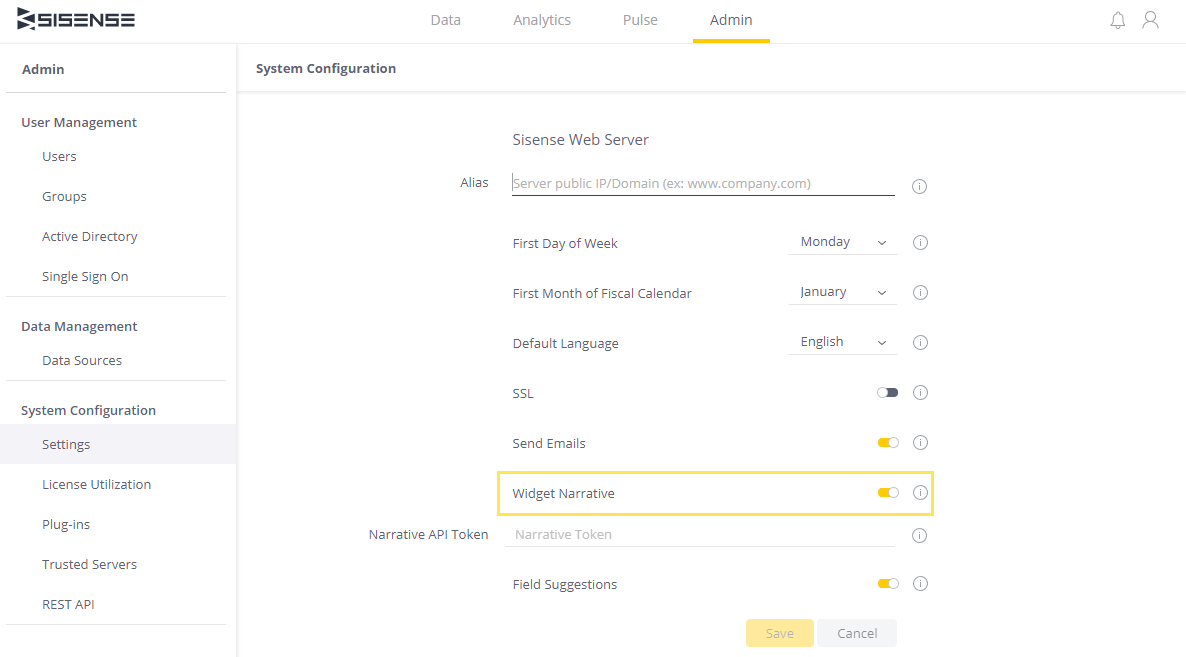 SISENSE
Data Analytics Pulse Admin
Admin
User Management
Users
Groups
Active Directory
Single Sign On
Data Management
Data Sources
System Configuration
Settings
License Utilization
Plug-ins
Trusted Servers
REST API
System Configuration
Sisense Web Server
Alias Server public IP/Domain (ex: www.company.com)
First Day of Week Monday
First Month of Fiscal Calendar January
Default Language English
SSL
Send Emails
Widget Narrative
Narrative API Token Narrative Token
Field Suggestions
Save Cancel